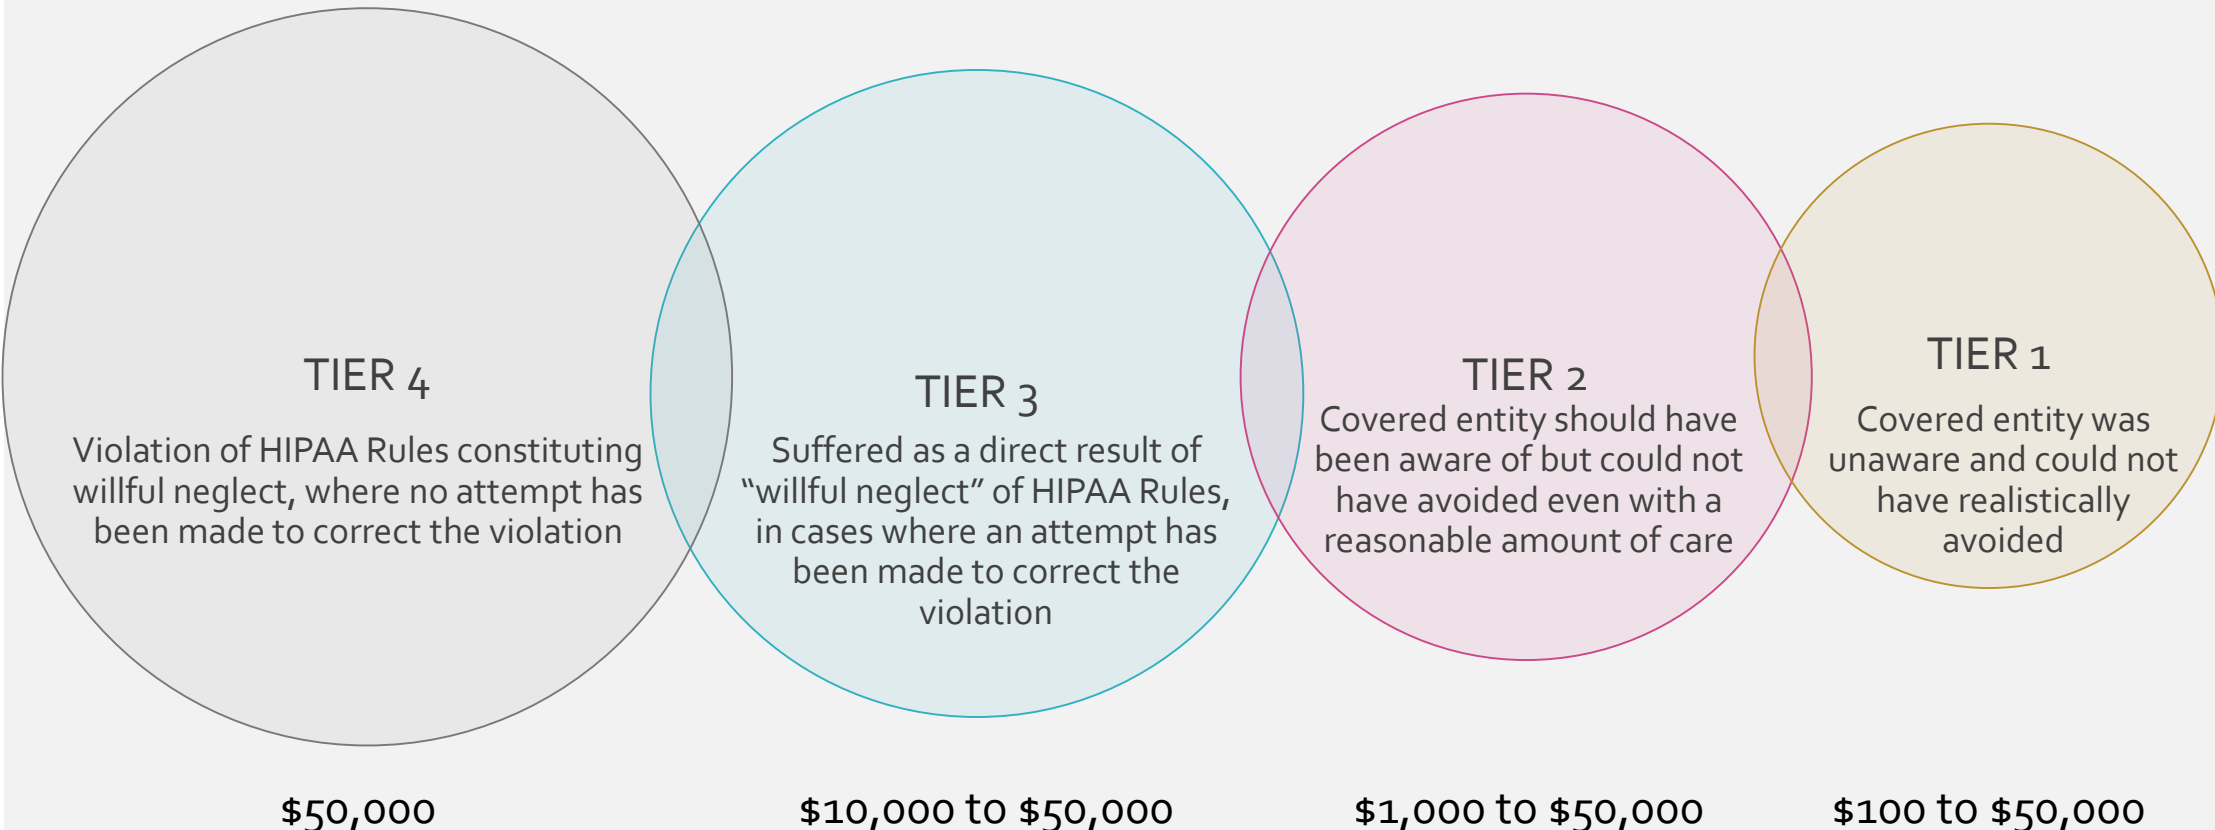 TIER 4
Violation of HIPAA Rules constituting
willful neglect, where no attempt has
been made to correct the violation
TIER 3
Suffered as a direct result of
“willful neglect” of HIPAA Rules,
in cases where an attempt has
been made to correct the
violation
TIER 2
Covered entity should have
been aware of but could not
have avoided even with a
reasonable amount of care
TIER 1
Covered entity was
unaware and could not
have realistically
avoided
$50,000
$10,000 to $50,000
$1,000 to $50,000
$100 to $50,000